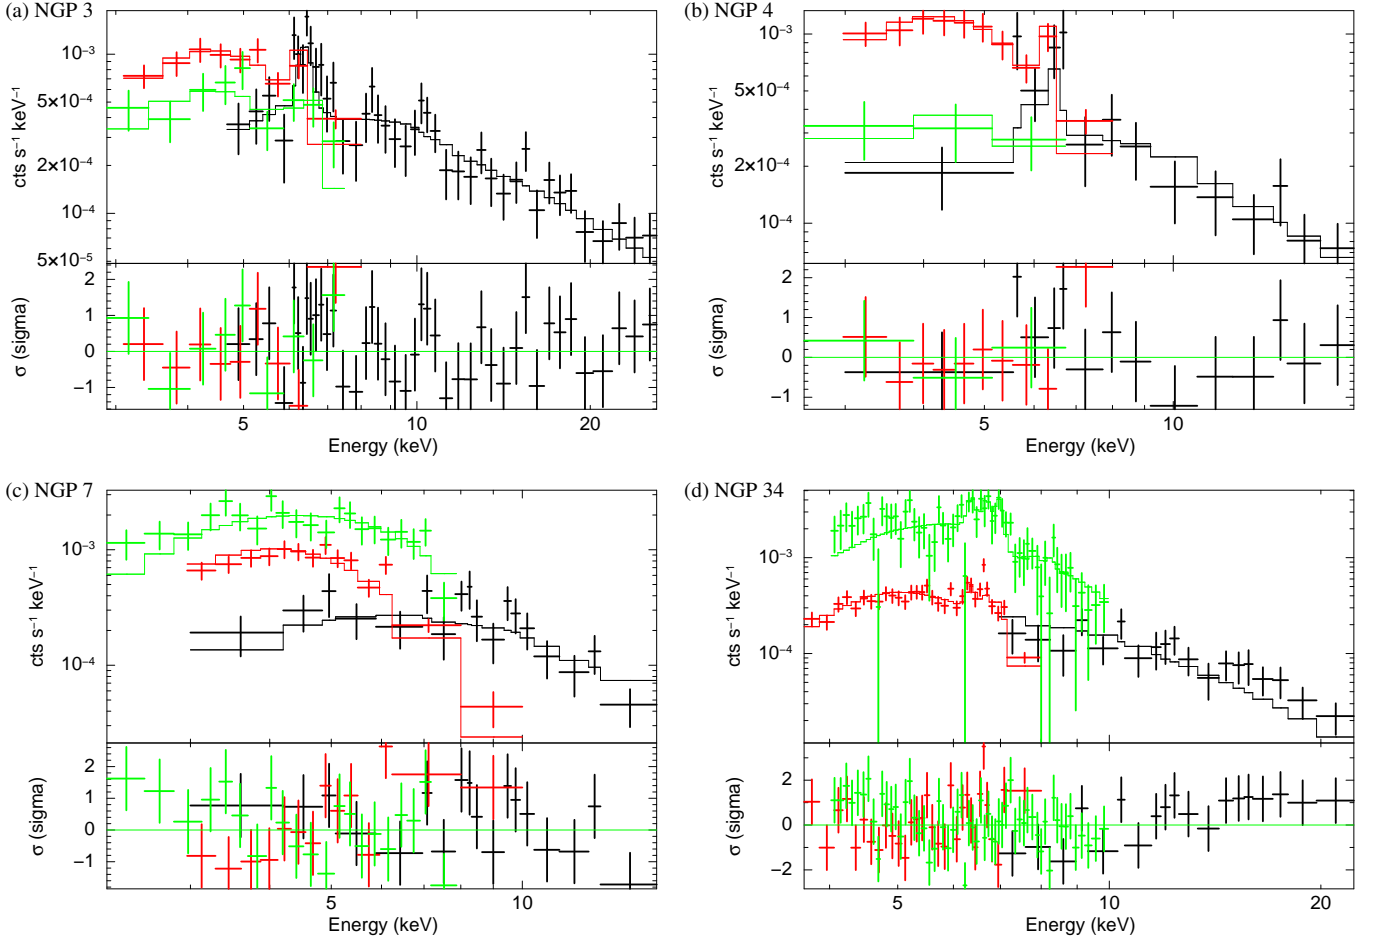 (a) NGP 3
10⁻³
5×10⁻⁴
2×10⁻⁴
10⁻⁴
5×10⁻⁵
cts s⁻¹ keV⁻¹
2
1
0
−1
σ (sigma)
5
10
20
Energy (keV)
(b) NGP 4
10⁻³
5×10⁻⁴
2×10⁻⁴
10⁻⁴
cts s⁻¹ keV⁻¹
2
1
0
−1
σ (sigma)
5
10
Energy (keV)
(c) NGP 7
10⁻³
10⁻⁴
cts s⁻¹ keV⁻¹
2
1
0
−1
σ (sigma)
5
10
Energy (keV)
(d) NGP 34
10⁻³
10⁻⁴
cts s⁻¹ keV⁻¹
2
0
−2
σ (sigma)
5
10
20
Energy (keV)